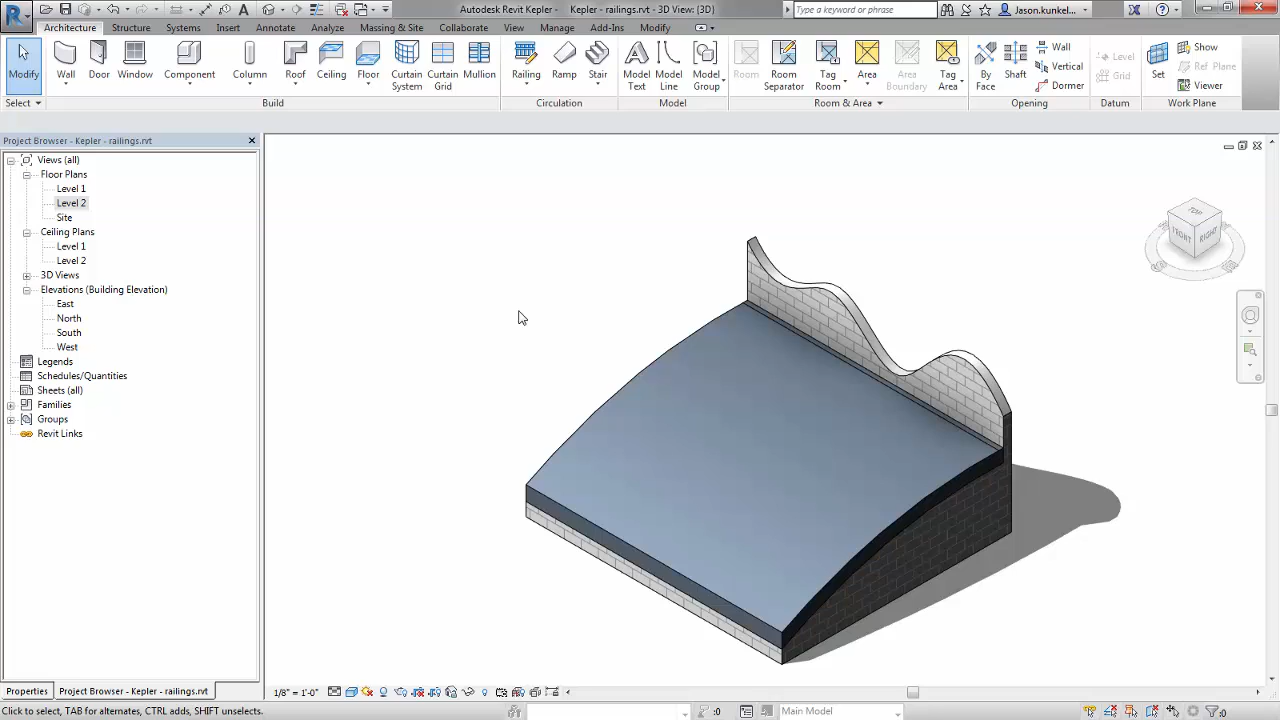 Autodesk Revit Kepler - Kepler - railings.rvt - 3D View: {3D}
Type a keyword or phrase
Jason.kunkel...
Architecture Structure Systems Insert Annotate Analyze Massing & Site Collaborate View Manage Add-Ins Modify
Modify
Wall
Door
Window
Component
Column
Roof
Ceiling
Floor
Curtain
System
Curtain
Grid
Mullion
Railing
Ramp
Stair
Model
Text
Model
Line
Model
Group
Room
Room
Separator
Tag
Room
Area
Area
Boundary
Tag
Area
By
Face
Shaft
Wall
Vertical
Dormer
Level
Grid
Set
Show
Ref Plane
Viewer
Select
Build
Circulation
Model
Room & Area
Opening
Datum
Work Plane
Project Browser - Kepler - railings.rvt
Views (all)
Floor Plans
Level 1
Level 2
Site
Ceiling Plans
Level 1
Level 2
3D Views
Elevations (Building Elevation)
East
North
South
West
Legends
Schedules/Quantities
Sheets (all)
Families
Groups
Revit Links
TOP
FRONT
RIGHT
Properties
Project Browser - Kepler - railings.rvt
1/8" = 1'-0"
Click to select, TAB for alternates, CTRL adds, SHIFT unselects.
:0
Main Model
:0